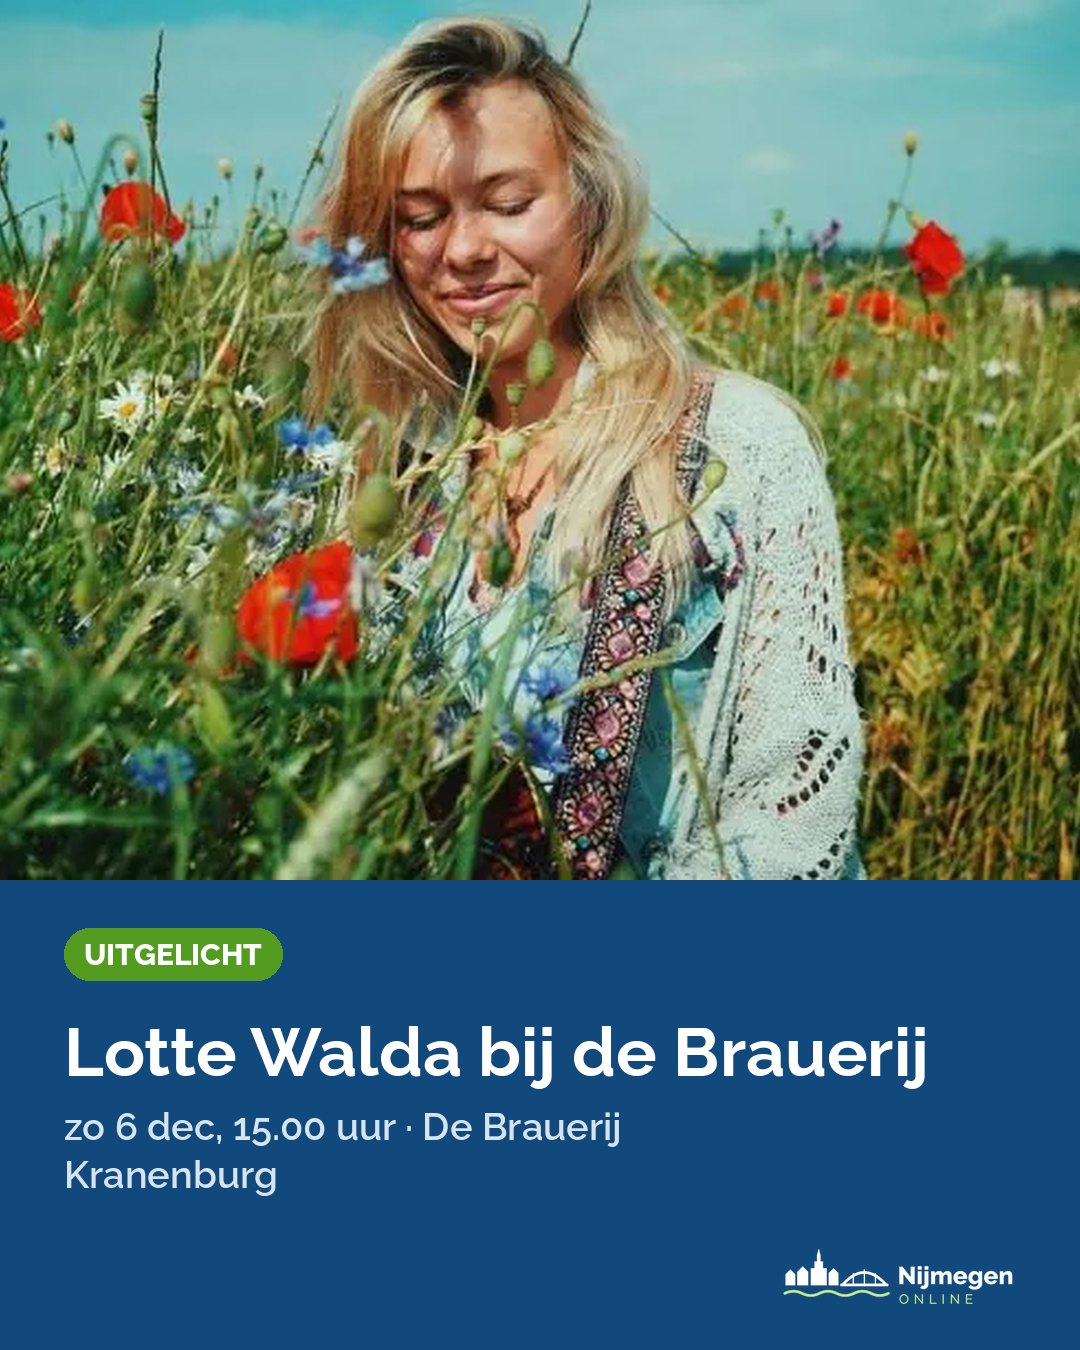 UITGELICHT
Lotte Walda bij de Brauerij
zo 6 dec, 15.00 uur · De Brauerij
Kranenburg
Nijmegen
ONLINE